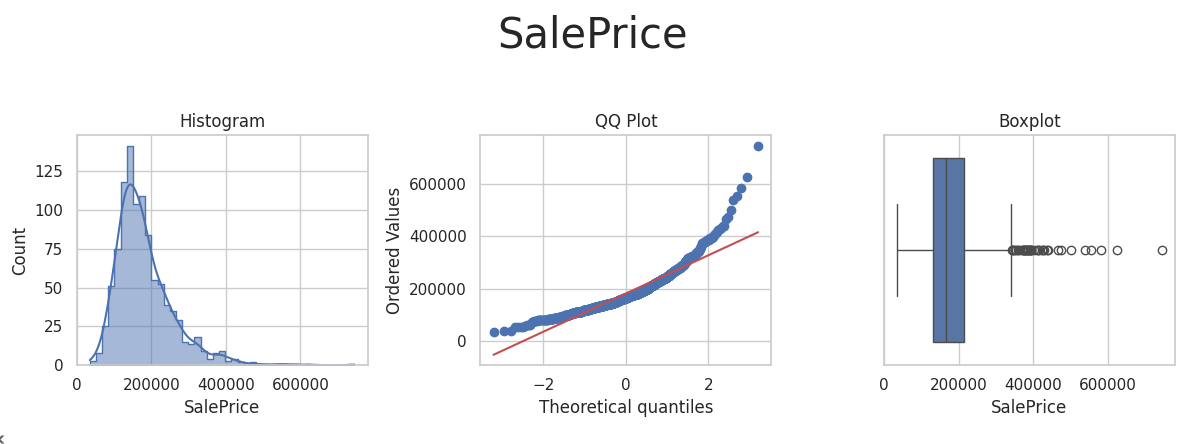 SalePrice
Histogram
125
100
75
50
25
0
Count
0 200000 400000 600000
SalePrice
QQ Plot
600000
400000
200000
0
Ordered Values
−2 0 2
Theoretical quantiles
Boxplot
0 200000 400000 600000
SalePrice